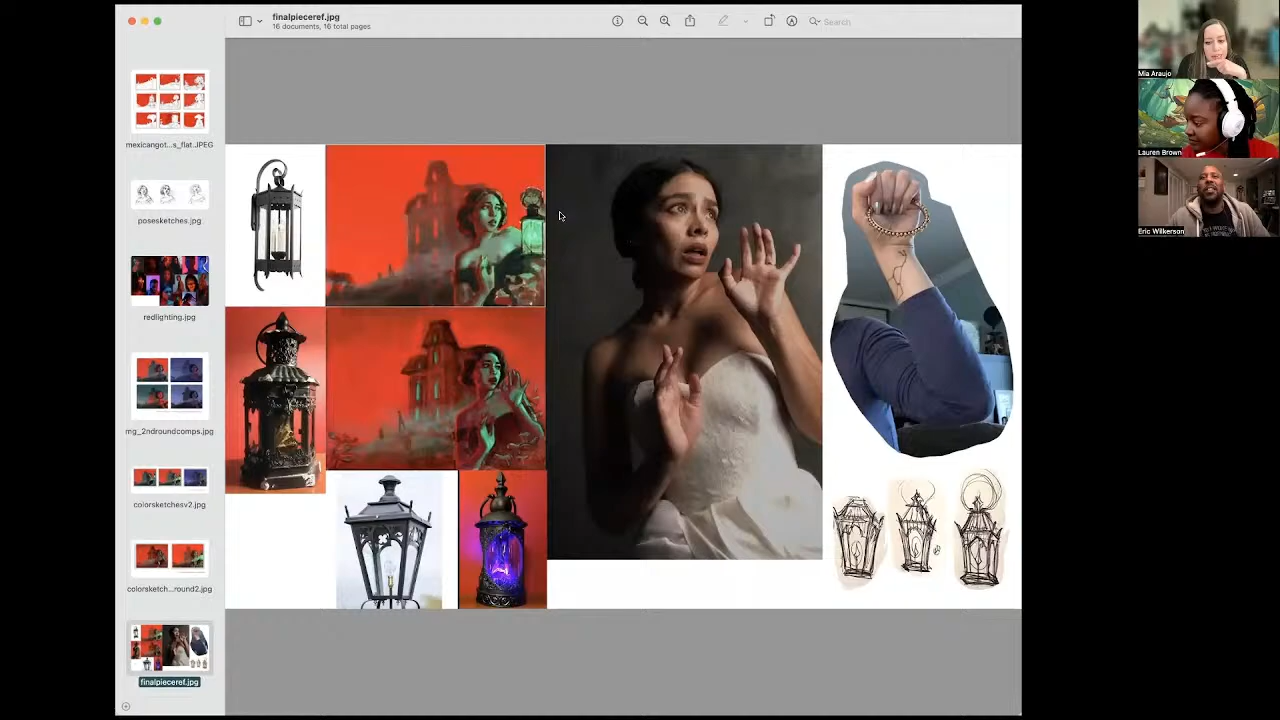 finalpieceref.jpg
16 documents, 16 total pages
Search
mexicangot...s_flat.JPEG
posesketches.jpg
redlighting.jpg
mg_2ndroundcomps.jpg
colorsketchesv2.jpg
colorsketch...round2.jpg
finalpieceref.jpg
Mia Araujo
Lauren Brown
Eric Wilkerson